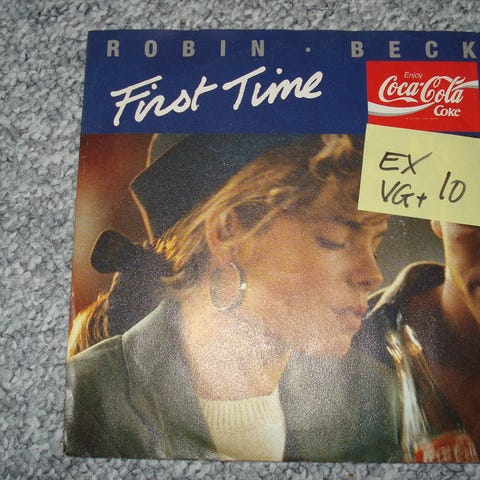 ROBIN · BECK
First Time
Enjoy
Coca-Cola
Coke
EX
VG+ 10